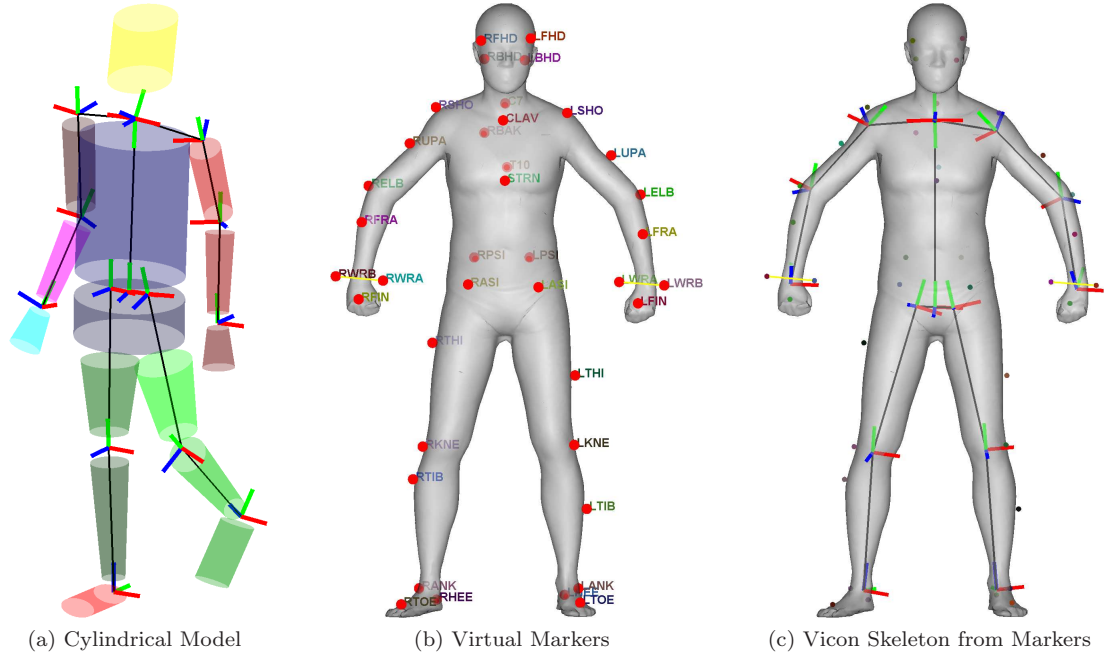 RFHD LFHD
RBHD LBHD
C7
RSHO LSHO
CLAV
RBAK
RUPA LUPA
T10
STRN
RELB LELB
RFRA LFRA
RPSI LPSI
RWRB RWRA RASI LASI LWRA LWRB
RFIN LFIN
RTHI
LTHI
RKNE LKNE
RTIB
LTIB
RANK LANK
RTOE RHEE LTOE
(a) Cylindrical Model (b) Virtual Markers (c) Vicon Skeleton from Markers